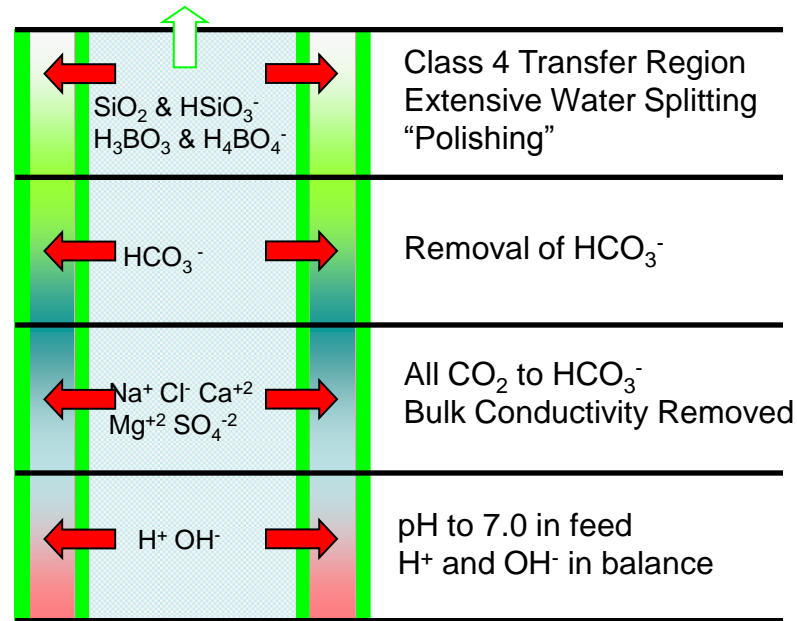 SiO₂ & HSiO₃⁻
H₃BO₃ & H₄BO₄⁻
Class 4 Transfer Region
Extensive Water Splitting
“Polishing”
HCO₃⁻
Removal of HCO₃⁻
Na⁺ Cl⁻ Ca⁺²
Mg⁺² SO₄⁻²
All CO₂ to HCO₃⁻
Bulk Conductivity Removed
H⁺ OH⁻
pH to 7.0 in feed
H⁺ and OH⁻ in balance